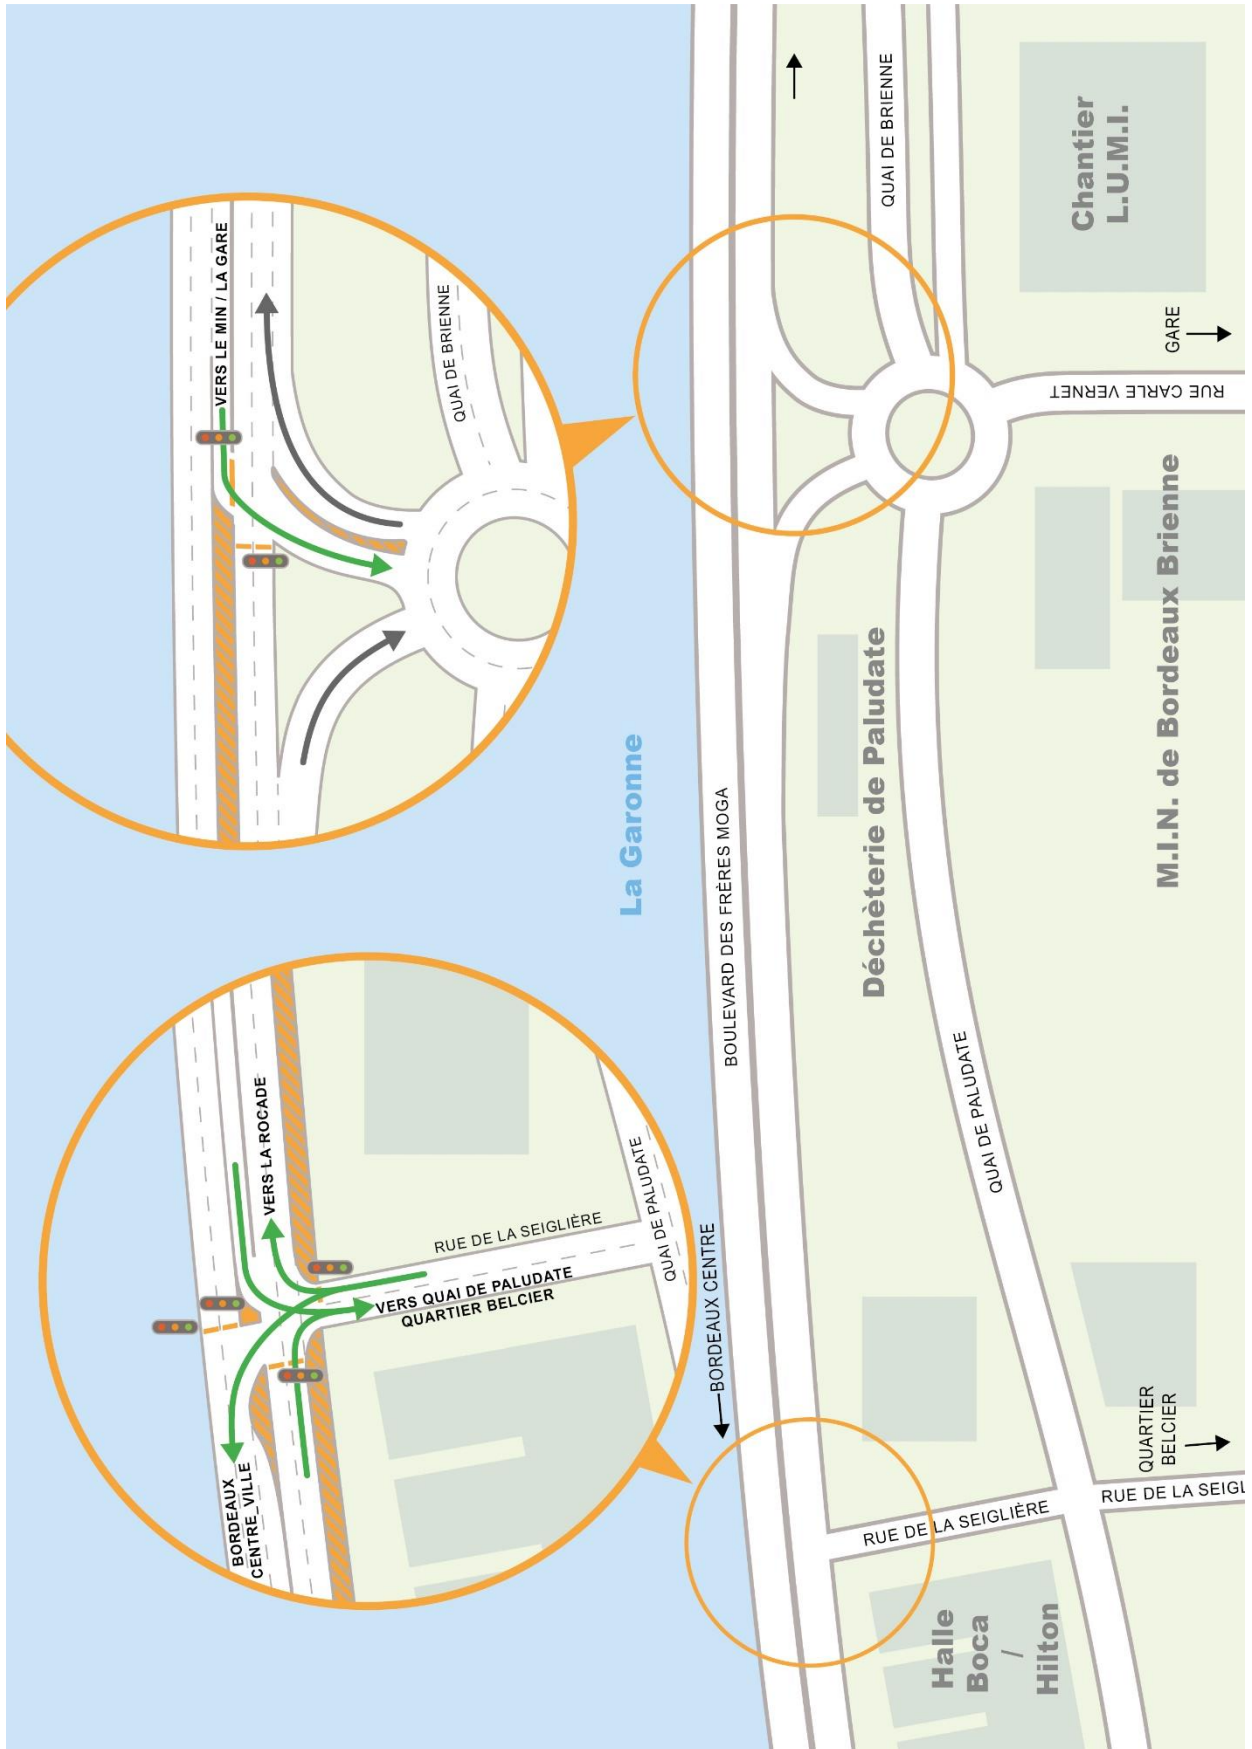 VERS LE MIN / LA GARE
QUAI DE BRIENNE
QUAI DE BRIENNE
Chantier
L.U.M.I.
GARE
RUE CARLE VERNET
La Garonne
BOULEVARD DES FRÈRES MOGA
Déchèterie de Paludate
M.I.N. de Bordeaux Brienne
QUAI DE PALUDATE
VERS LA ROCADE
RUE DE LA SEIGLIÈRE
QUAI DE PALUDATE
VERS QUAI DE PALUDATE
QUARTIER BELCIER
BORDEAUX
CENTRE_VILLE
BORDEAUX CENTRE
QUARTIER
BELCIER
RUE DE LA SEIGLIÈRE
RUE DE LA SEIGL
Halle
Boca
/
Hilton